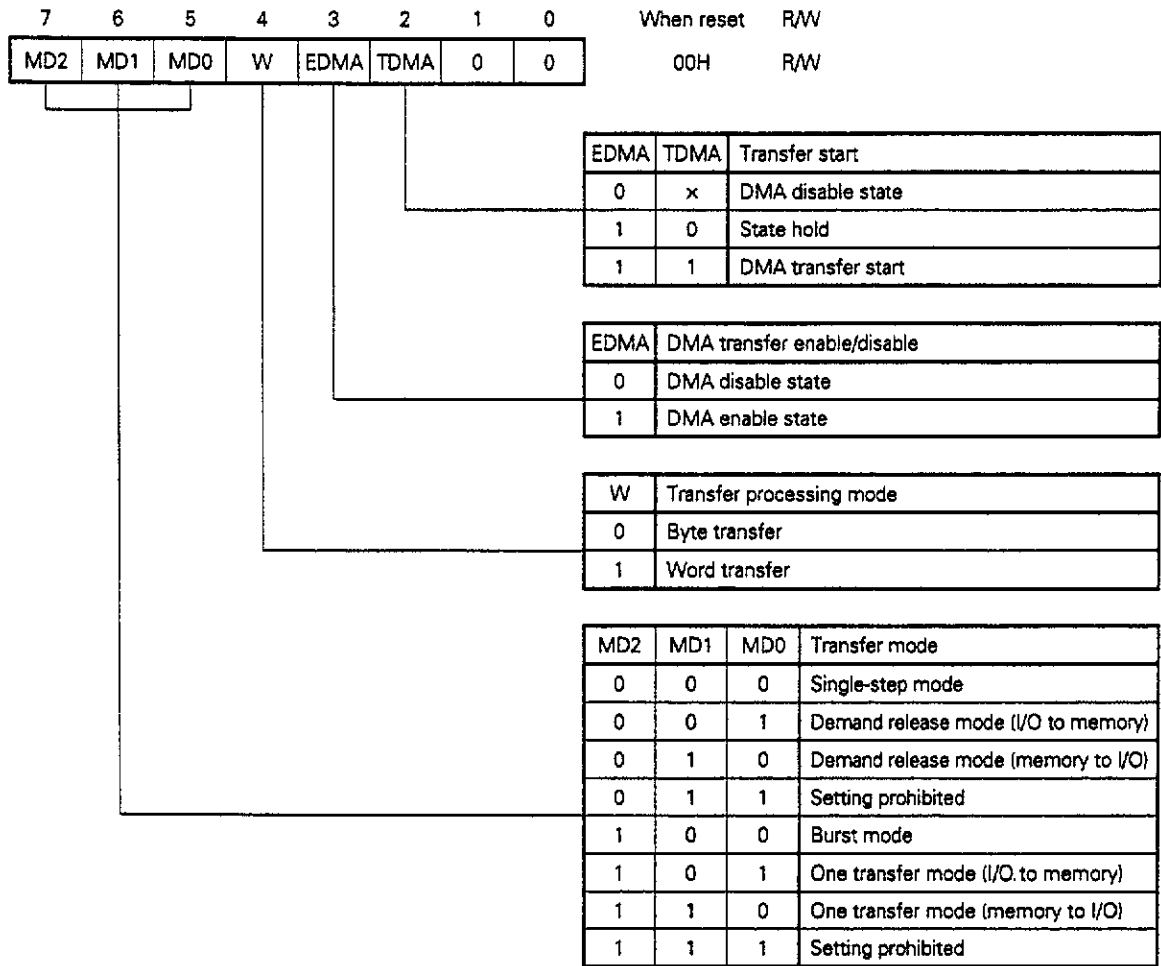 7 6 5 4 3 2 1 0 When reset R/W
MD2 MD1 MD0 W EDMA TDMA 0 0 00H R/W
EDMA TDMA Transfer start
0 × DMA disable state
1 0 State hold
1 1 DMA transfer start
EDMA DMA transfer enable/disable
0 DMA disable state
1 DMA enable state
W Transfer processing mode
0 Byte transfer
1 Word transfer
MD2 MD1 MD0 Transfer mode
0 0 0 Single-step mode
0 0 1 Demand release mode (I/O to memory)
0 1 0 Demand release mode (memory to I/O)
0 1 1 Setting prohibited
1 0 0 Burst mode
1 0 1 One transfer mode (I/O to memory)
1 1 0 One transfer mode (memory to I/O)
1 1 1 Setting prohibited